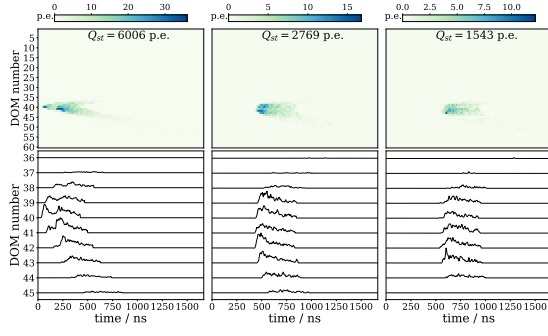 0 20 40
0 5 10 15
0.0 2.5 5.0 7.5 10.0
p.e.
p.e.
p.e.
Q_st = 6006 p.e.
Q_st = 2769 p.e.
Q_st = 1543 p.e.
DOM number
5
10
15
20
25
30
35
40
45
50
55
60
DOM number
36
37
38
39
40
41
42
43
44
45
0 250 500 750 1000 1250 1500
0 250 500 750 1000 1250 1500
0 250 500 750 1000 1250 1500
time / ns
time / ns
time / ns